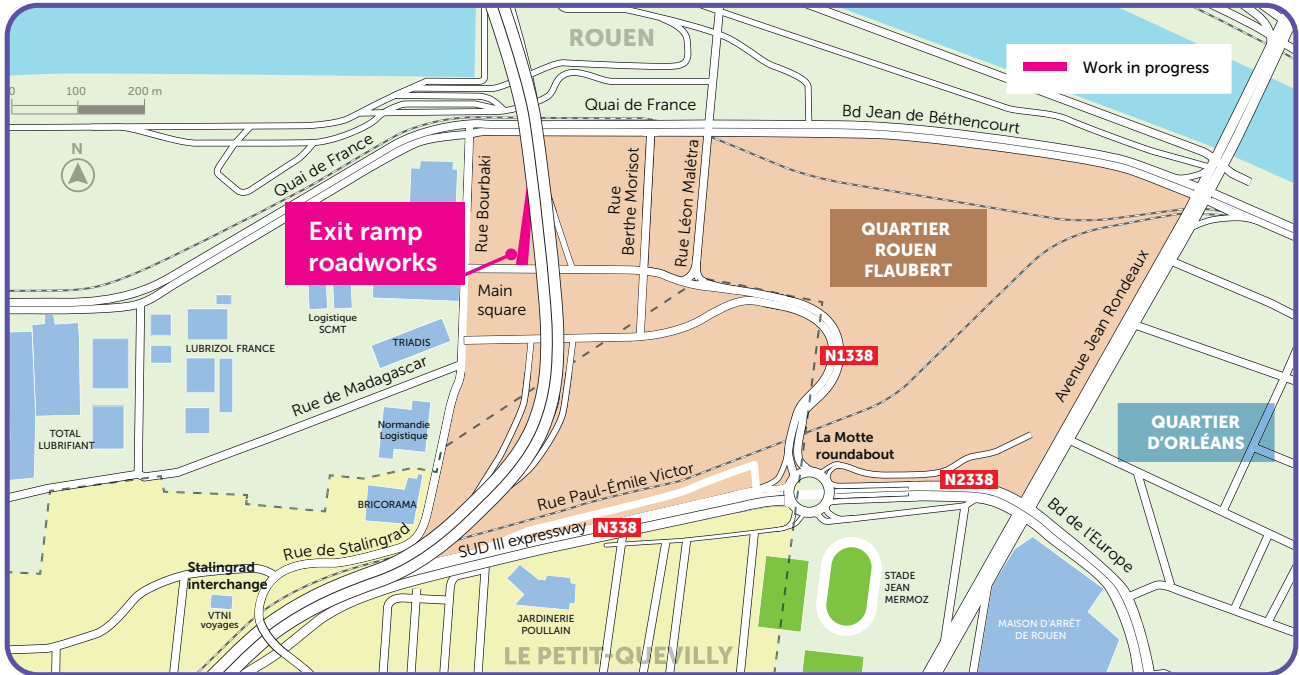 ROUEN
Work in progress
0 100 200 m
Quai de France
Bd Jean de Béthencourt
N
Quai de France
Rue Bourbaki
Rue
Berthe Morisot
Rue Léon Malétra
Exit ramp
roadworks
QUARTIER
ROUEN
FLAUBERT
Main
square
Logistique
SCMT
LUBRIZOL FRANCE
TRIADIS
N1338
Avenue Jean Rondeaux
Rue de Madagascar
TOTAL
LUBRIFIANT
Normandie
Logistique
La Motte
roundabout
QUARTIER
D'ORLÉANS
BRICORAMA
Rue Paul-Émile Victor
N2338
N338
SUD III expressway
Bd de l'Europe
Rue de Stalingrad
Stalingrad
interchange
VTNI
voyages
JARDINERIE
POULLAIN
STADE
JEAN
MERMOZ
MAISON D'ARRÊT
DE ROUEN
LE PETIT-QUEVILLY